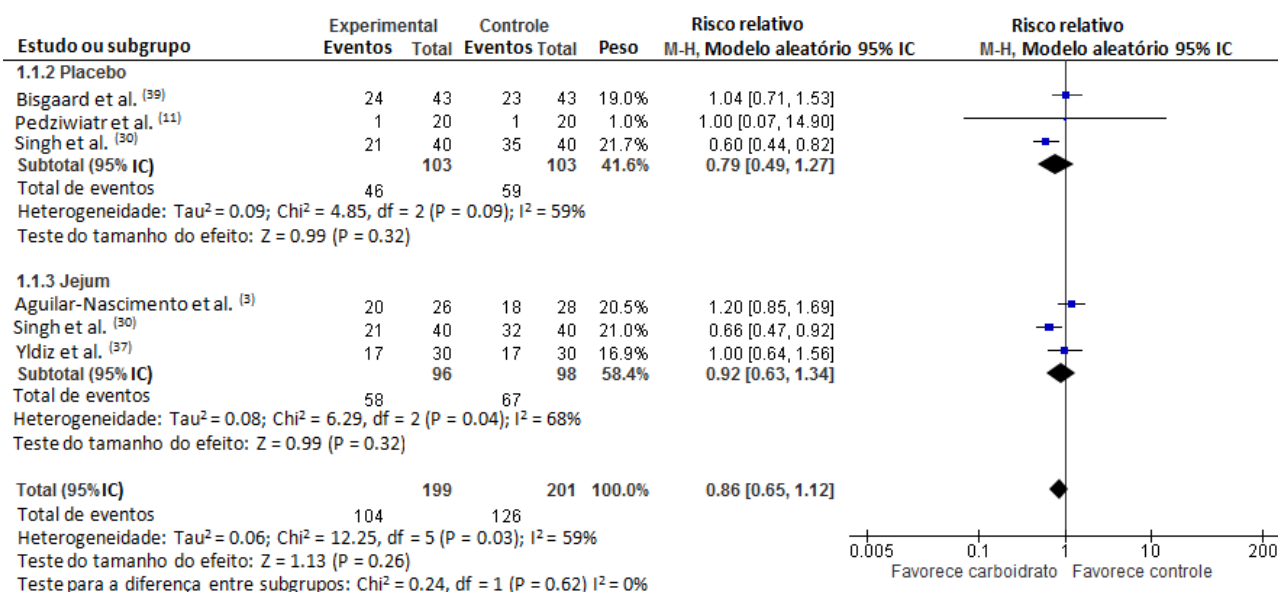 Experimental Controle Risco relativo Risco relativo
Estudo ou subgrupo Eventos Total Eventos Total Peso M-H, Modelo aleatório 95% IC M-H, Modelo aleatório 95% IC
1.1.2 Placebo
Bisgaard et al. (39) 24 43 23 43 19.0% 1.04 [0.71, 1.53]
Pedziwiatr et al. (11) 1 20 1 20 1.0% 1.00 [0.07, 14.90]
Singh et al. (30) 21 40 35 40 21.7% 0.60 [0.44, 0.82]
Subtotal (95% IC) 103 103 41.6% 0.79 [0.49, 1.27]
Total de eventos 46 59
Heterogeneidade: Tau² = 0.09; Chi² = 4.85, df = 2 (P = 0.09); I² = 59%
Teste do tamanho do efeito: Z = 0.99 (P = 0.32)
1.1.3 Jejum
Aguilar-Nascimento et al. (3) 20 26 18 28 20.5% 1.20 [0.85, 1.69]
Singh et al. (30) 21 40 32 40 21.0% 0.66 [0.47, 0.92]
Yldiz et al. (37) 17 30 17 30 16.9% 1.00 [0.64, 1.56]
Subtotal (95% IC) 96 98 58.4% 0.92 [0.63, 1.34]
Total de eventos 58 67
Heterogeneidade: Tau² = 0.08; Chi² = 6.29, df = 2 (P = 0.04); I² = 68%
Teste do tamanho do efeito: Z = 0.99 (P = 0.32)
Total (95% IC) 199 201 100.0% 0.86 [0.65, 1.12]
Total de eventos 104 126
Heterogeneidade: Tau² = 0.06; Chi² = 12.25, df = 5 (P = 0.03); I² = 59%
Teste do tamanho do efeito: Z = 1.13 (P = 0.26)
Teste para a diferença entre subgrupos: Chi² = 0.24, df = 1 (P = 0.62) I² = 0%
0.005 0.1 1 10 200
Favorece carboidrato Favorece controle